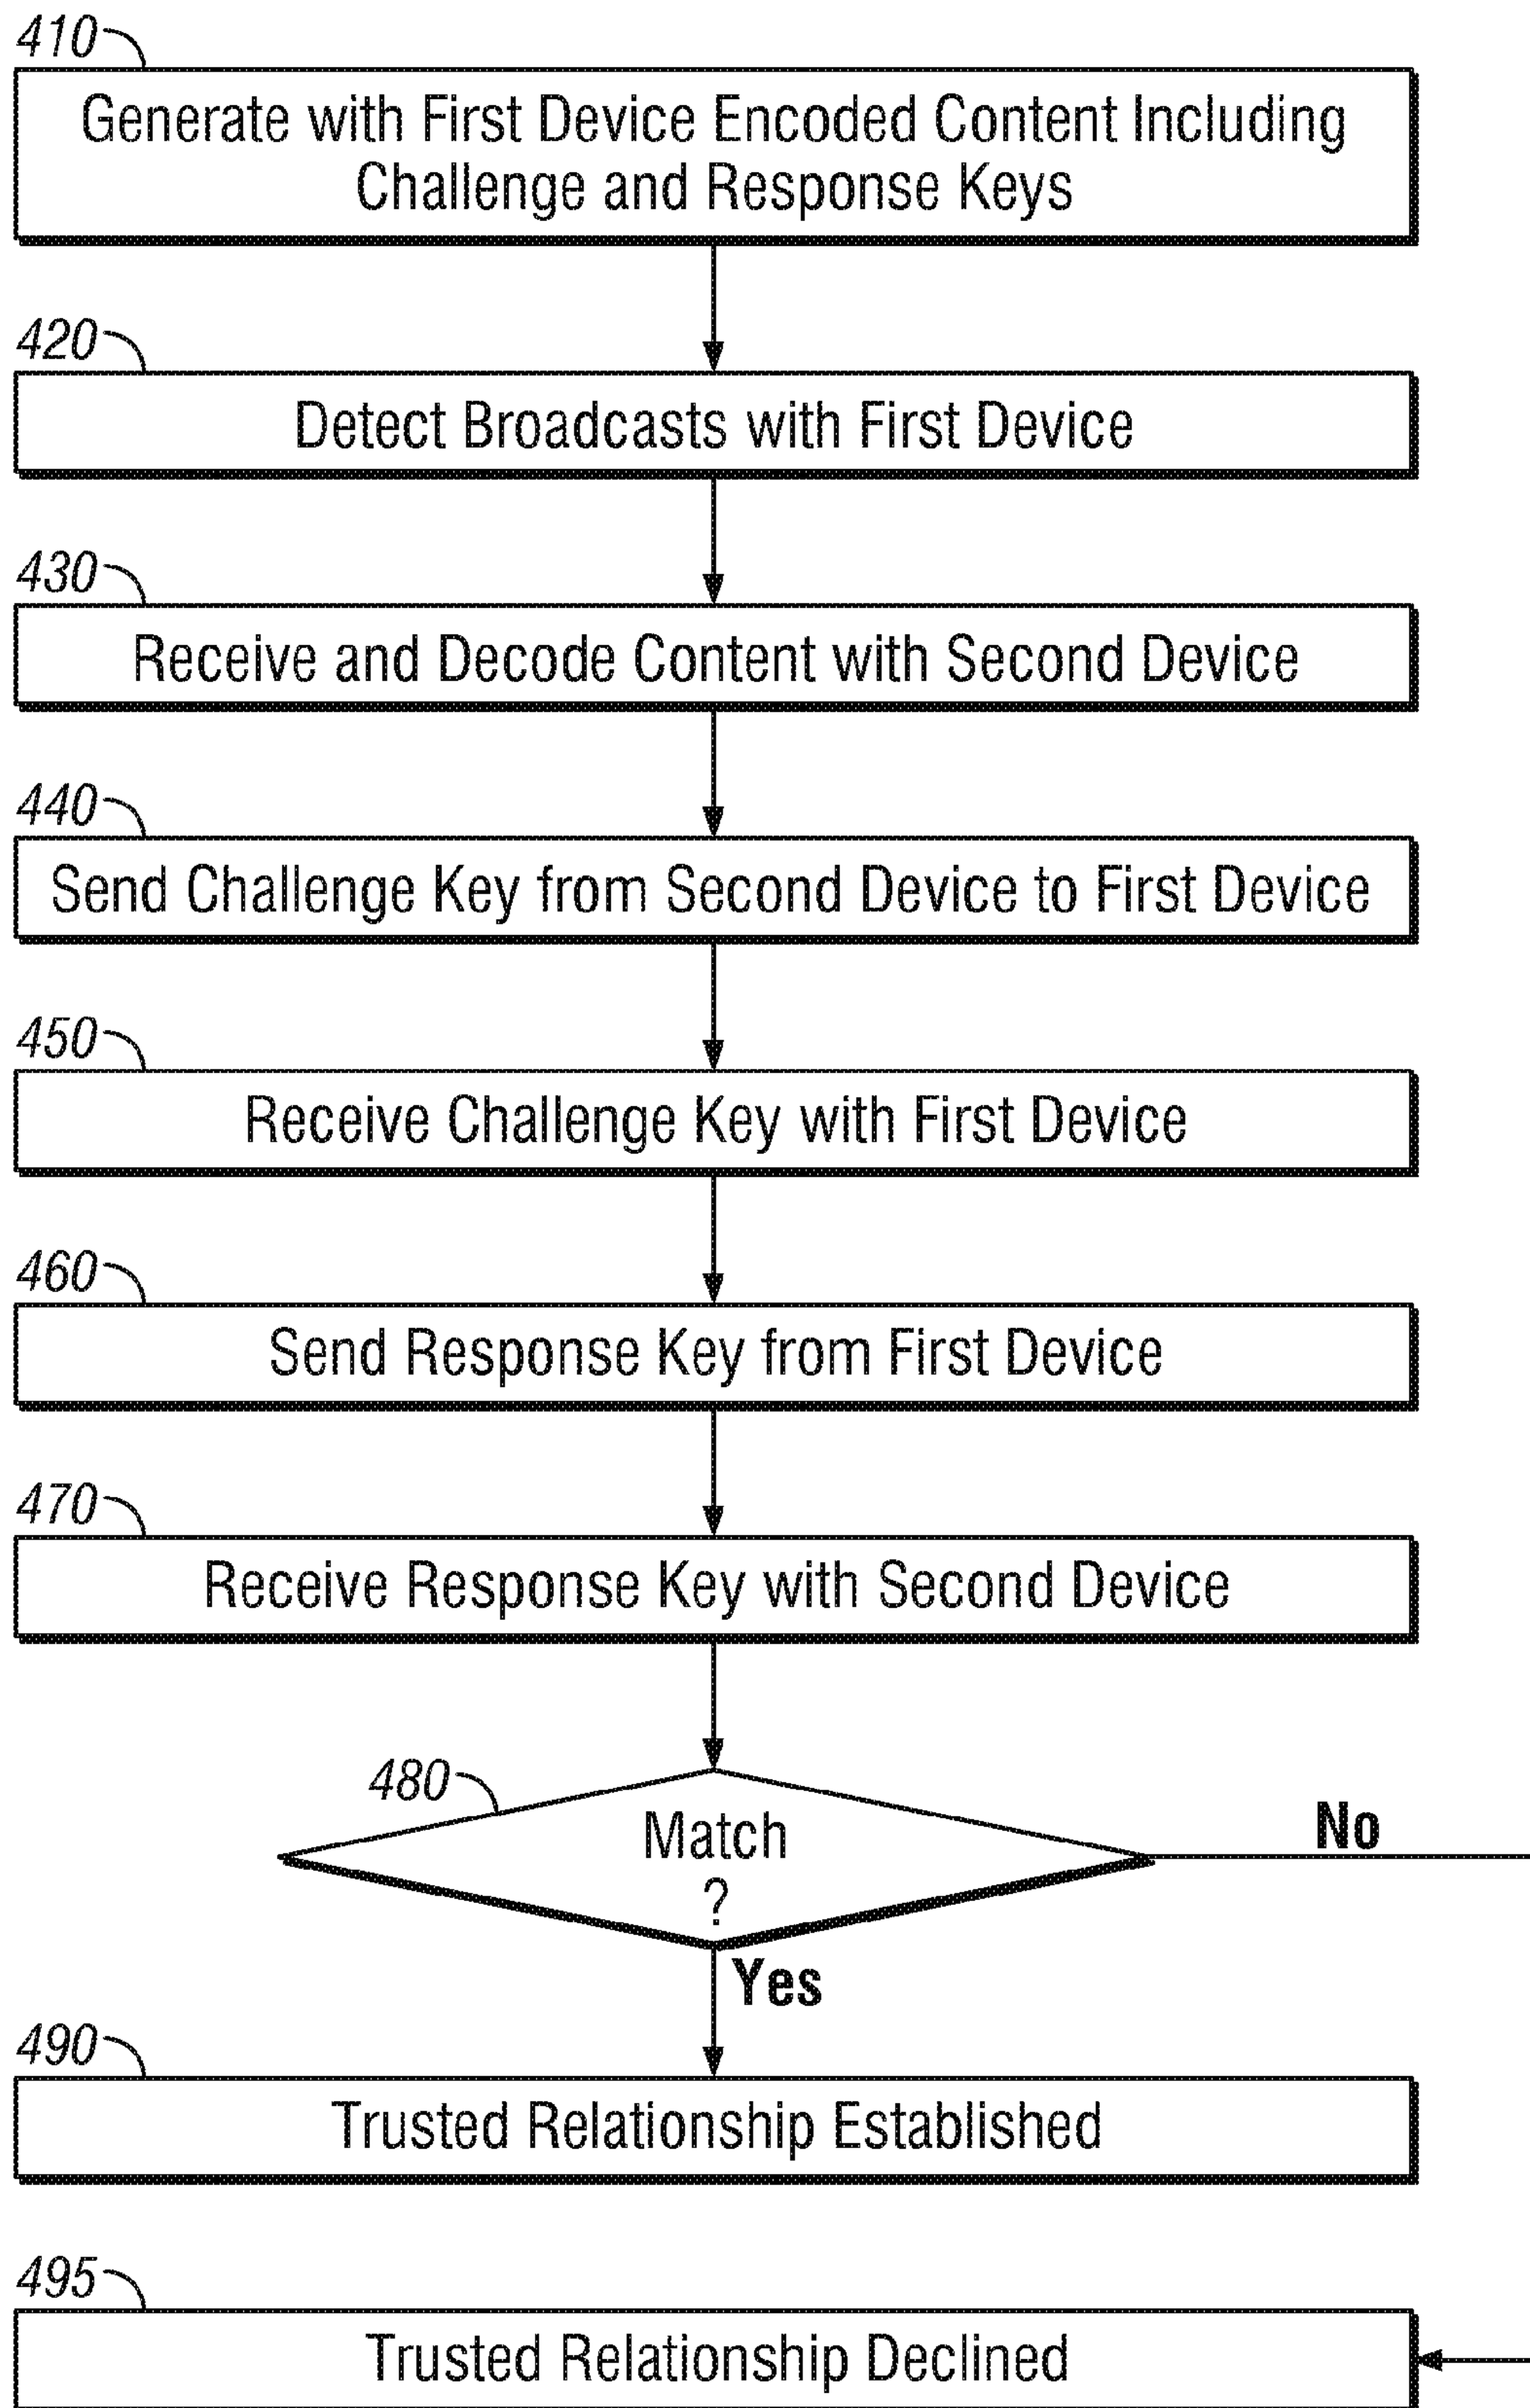 410
Generate with First Device Encoded Content Including
Challenge and Response Keys
420
Detect Broadcasts with First Device
430
Receive and Decode Content with Second Device
440
Send Challenge Key from Second Device to First Device
450
Receive Challenge Key with First Device
460
Send Response Key from First Device
470
Receive Response Key with Second Device
480
Match
?
No
Yes
490
Trusted Relationship Established
495
Trusted Relationship Declined